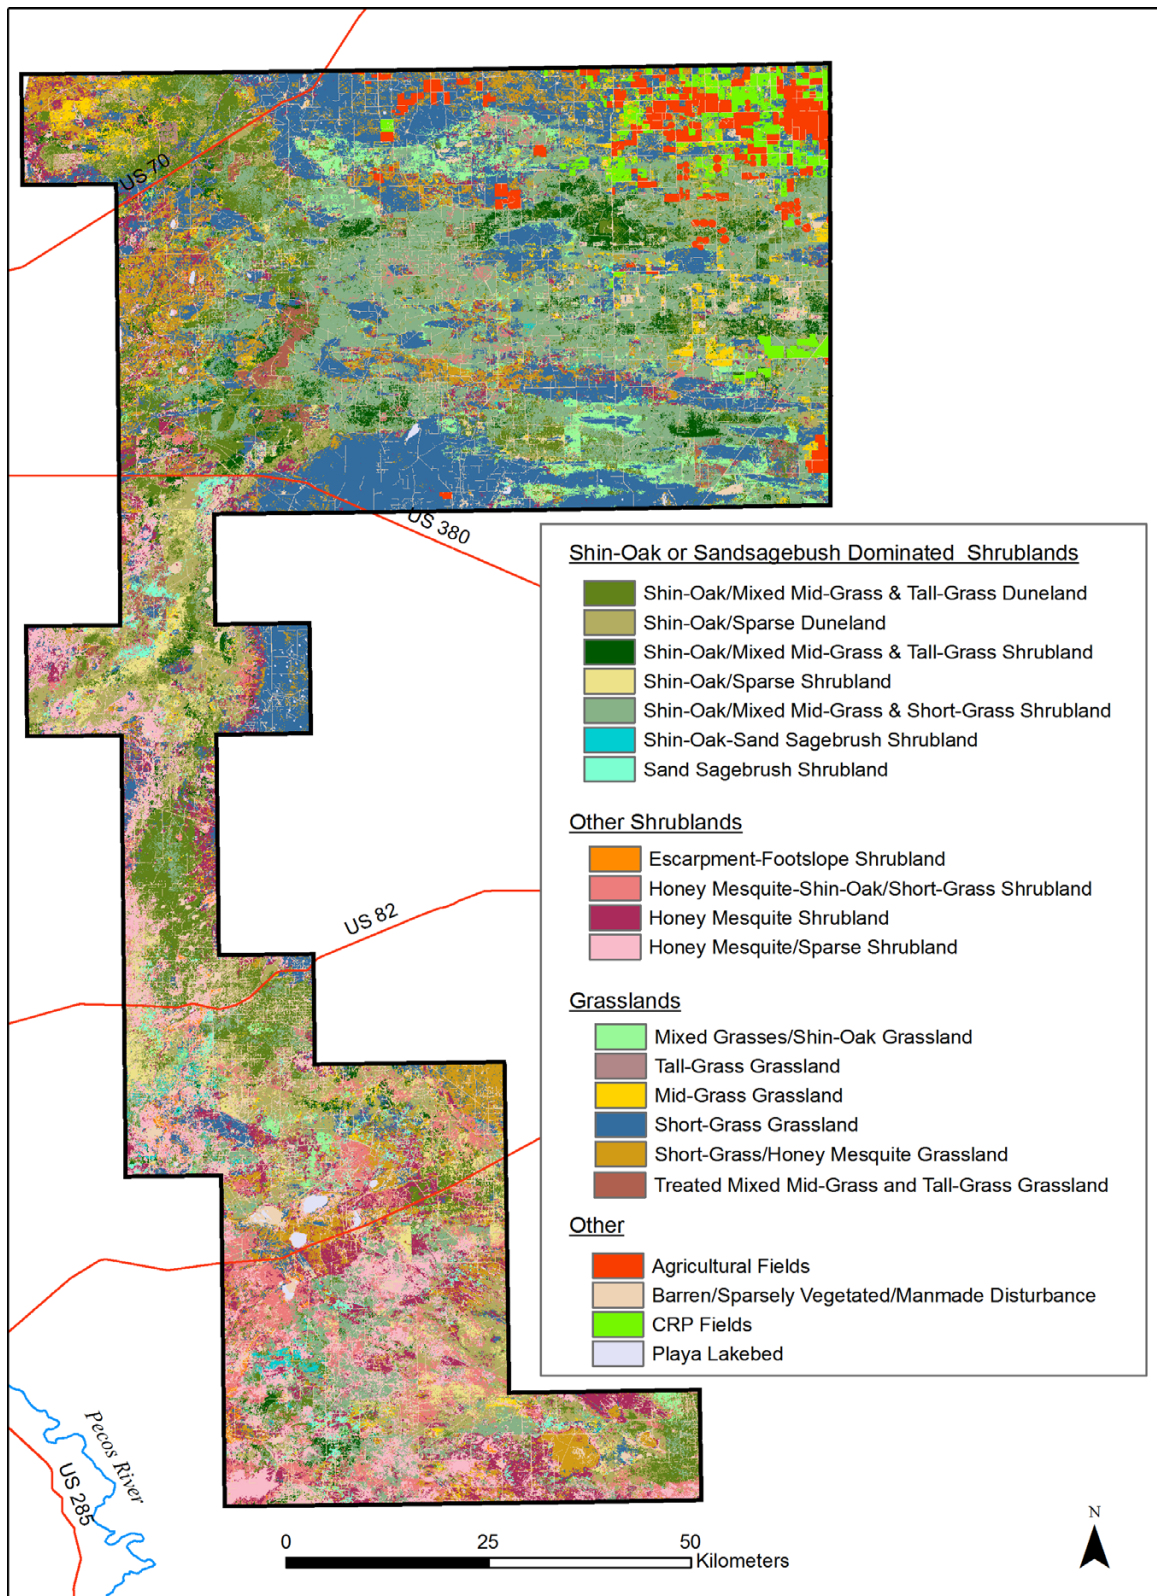 US 70
US 380
Shin-Oak or Sandsagebush Dominated Shrublands
Shin-Oak/Mixed Mid-Grass & Tall-Grass Duneland
Shin-Oak/Sparse Duneland
Shin-Oak/Mixed Mid-Grass & Tall-Grass Shrubland
Shin-Oak/Sparse Shrubland
Shin-Oak/Mixed Mid-Grass & Short-Grass Shrubland
Shin-Oak-Sand Sagebrush Shrubland
Sand Sagebrush Shrubland
Other Shrublands
Escarpment-Footslope Shrubland
Honey Mesquite-Shin-Oak/Short-Grass Shrubland
Honey Mesquite Shrubland
Honey Mesquite/Sparse Shrubland
US 82
Grasslands
Mixed Grasses/Shin-Oak Grassland
Tall-Grass Grassland
Mid-Grass Grassland
Short-Grass Grassland
Short-Grass/Honey Mesquite Grassland
Treated Mixed Mid-Grass and Tall-Grass Grassland
Other
Agricultural Fields
Barren/Sparsely Vegetated/Manmade Disturbance
CRP Fields
Playa Lakebed
Pecos River
US 285
0 25 50
Kilometers
N